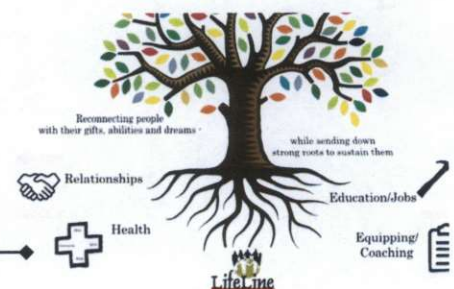 Reconnecting people
with their gifts, abilities and dreams
while sending down
strong roots to sustain them
Relationships
Education/Jobs
Health
Equipping/
Coaching
LifeLine